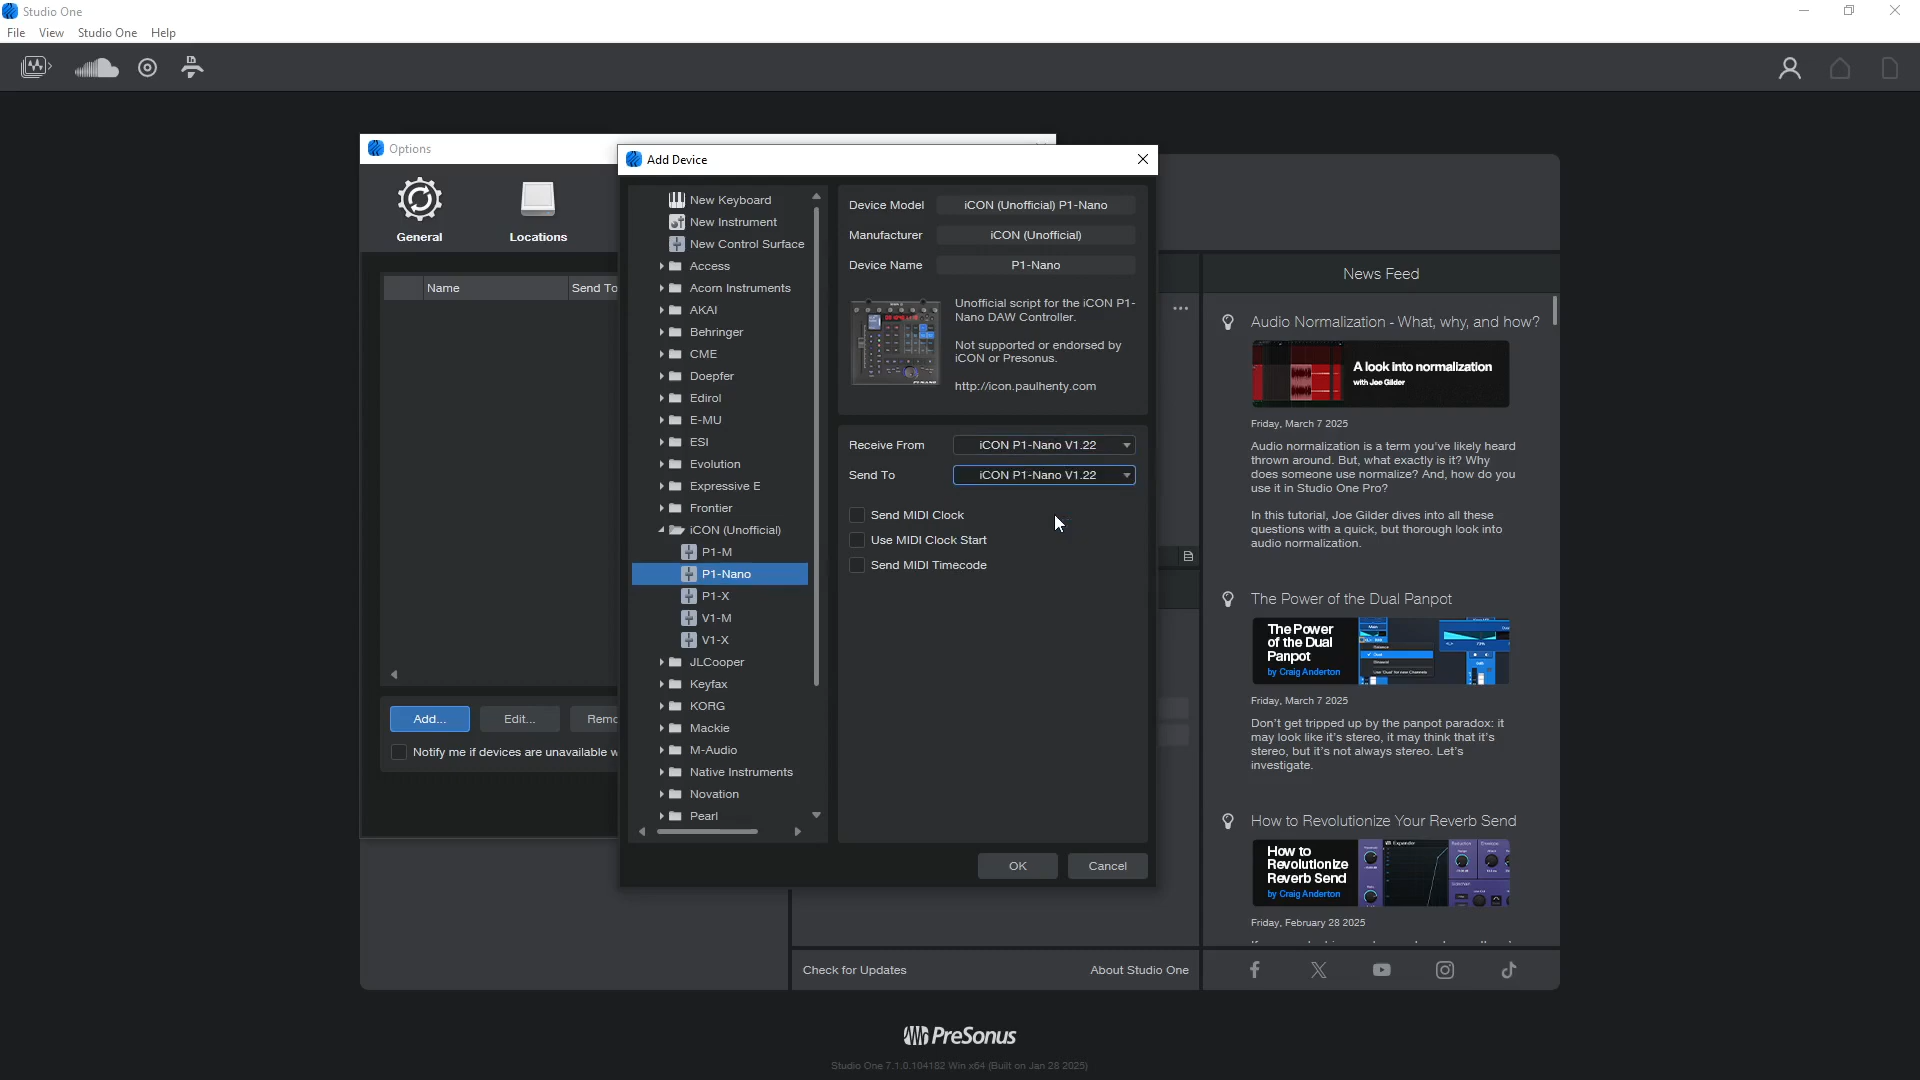 Studio One
File View Studio One Help
Options
General
Locations
Name
Send To
Add...
Edit...
Notify me if devices are unavailable
Add Device
New Keyboard
New Instrument
New Control Surface
Access
Acorn Instruments
AKAI
Behringer
CME
Doepfer
Edirol
E-MU
ESI
Evolution
Expressive E
Frontier
iCON (Unofficial)
P1-M
P1-Nano
P1-X
V1-M
V1-X
JLCooper
Keyfax
KORG
Mackie
M-Audio
Native Instruments
Novation
Pearl
Device Model iCON (Unofficial) P1-Nano
Manufacturer iCON (Unofficial)
Device Name P1-Nano
Unofficial script for the iCON P1-
Nano DAW Controller.
Not supported or endorsed by
iCON or Presonus.
http://icon.paulhenty.com
Receive From iCON P1-Nano V1.22
Send To iCON P1-Nano V1.22
Send MIDI Clock
Use MIDI Clock Start
Send MIDI Timecode
OK
Cancel
News Feed
Audio Normalization - What, why, and how?
A look into normalization
with Joe Gilder
Friday, March 7 2025
Audio normalization is a term you've likely heard
thrown around. But, what exactly is it? Why
does someone use normalize? And, how do you
use it in Studio One Pro?
In this tutorial, Joe Gilder dives into all these
questions with a quick, but thorough look into
audio normalization.
The Power of the Dual Panpot
The Power
of the Dual
Panpot
by Craig Anderton
Friday, March 7 2025
Don't get tripped up by the panpot paradox: it
may look like it's stereo, it may think that it's
stereo, but it's not always stereo. Let's
investigate.
How to Revolutionize Your Reverb Send
How to
Revolutionize
Reverb Send
by Craig Anderton
Friday, February 28 2025
Check for Updates
About Studio One
PreSonus
Studio One 7.1.0.104182 Win x64 (Built on Jan 28 2025)